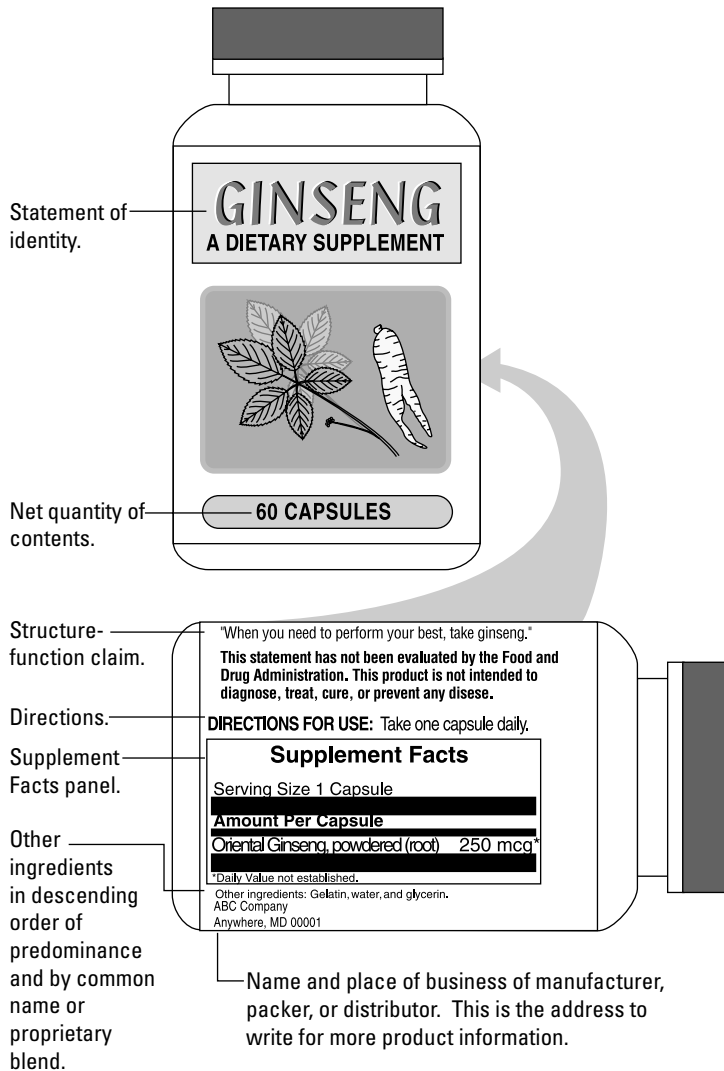 GINSENG
A DIETARY SUPPLEMENT
Statement of
identity.
Net quantity of
contents.
60 CAPSULES
Structure-
function claim.
"When you need to perform your best, take ginseng."
This statement has not been evaluated by the Food and
Drug Administration. This product is not intended to
diagnose, treat, cure, or prevent any disese.
Directions.
DIRECTIONS FOR USE: Take one capsule daily.
Supplement
Facts panel.
Supplement Facts
Serving Size 1 Capsule
Amount Per Capsule
Oriental Ginseng, powdered (root) 250 mcg*
*Daily Value not established.
Other
ingredients
in descending
order of
predominance
and by common
name or
proprietary
blend.
Other ingredients: Gelatin, water, and glycerin.
ABC Company
Anywhere, MD 00001
Name and place of business of manufacturer,
packer, or distributor. This is the address to
write for more product information.